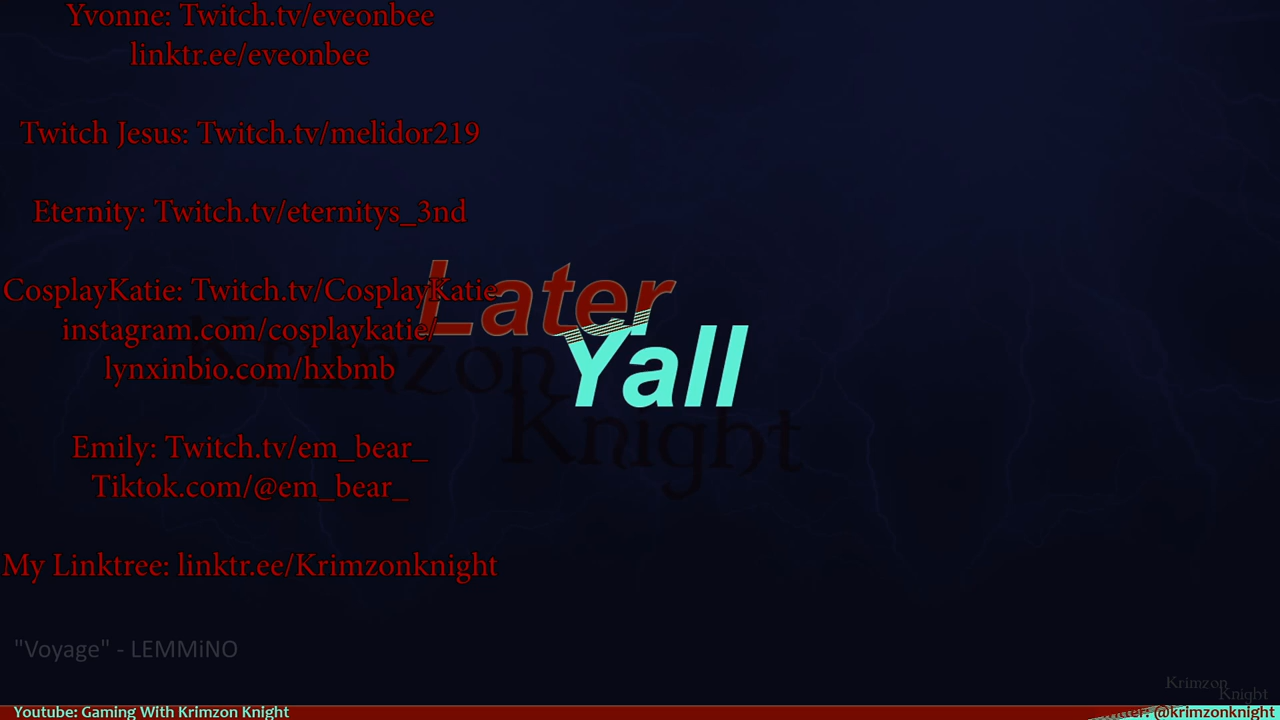 Yvonne: Twitch.tv/eveonbee
linktr.ee/eveonbee
Twitch Jesus: Twitch.tv/melidor219
Eternity: Twitch.tv/eternitys_3nd
CosplayKatie: Twitch.tv/CosplayKatie
instagram.com/cosplaykatie/
lynxinbio.com/hxbmb
Emily: Twitch.tv/em_bear_
Tiktok.com/@em_bear_
My Linktree: linktr.ee/Krimzonknight
Later
Yall
Krimzon
Knight
"Voyage" - LEMMiNO
Krimzon
Knight
Youtube: Gaming With Krimzon Knight
@krimzonknight